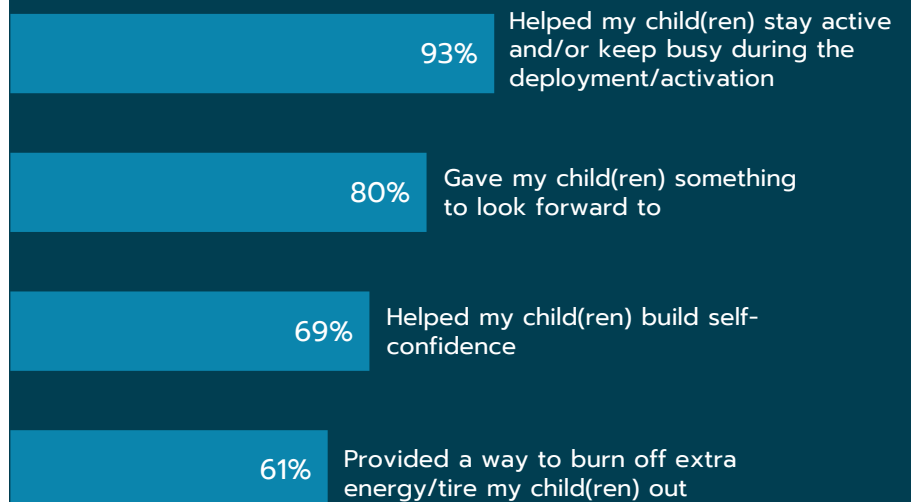 93%
Helped my child(ren) stay active
and/or keep busy during the
deployment/activation
80%
Gave my child(ren) something
to look forward to
69%
Helped my child(ren) build self-
confidence
61%
Provided a way to burn off extra
energy/tire my child(ren) out